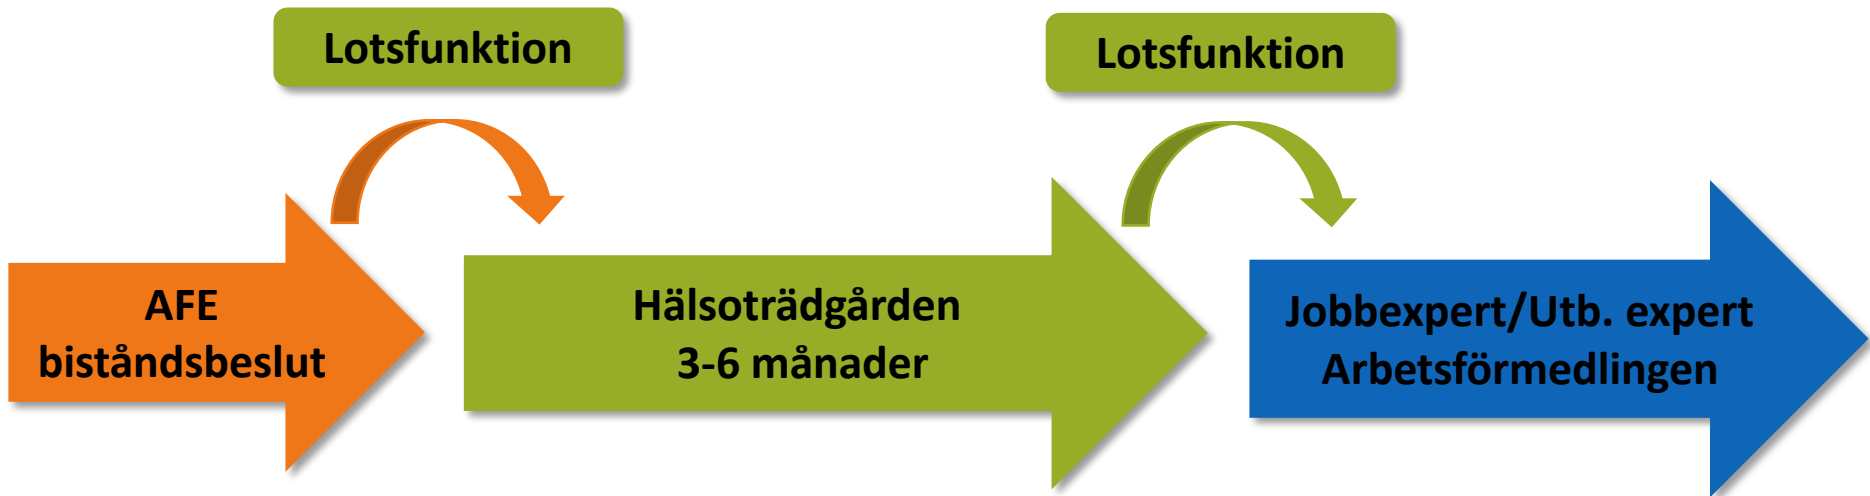 Lotsfunktion
Lotsfunktion
AFE
biståndsbeslut
Hälsoträdgården
3-6 månader
Jobbexpert/Utb. expert
Arbetsförmedlingen